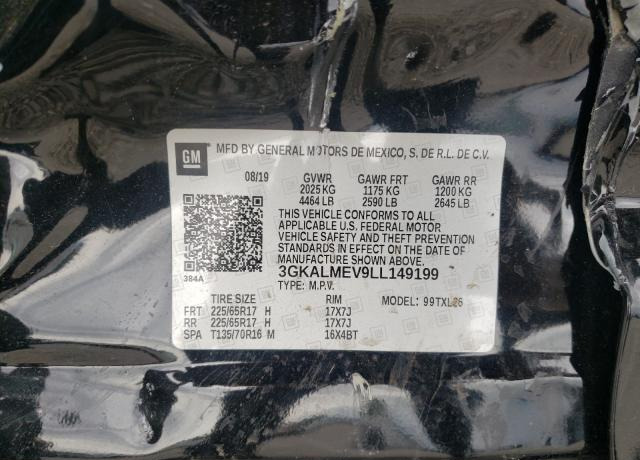 GM MFD BY GENERAL MOTORS DE MEXICO, S. DE R.L. DE C.V.
08/19 GVWR GAWR FRT GAWR RR
2025 KG 1175 KG 1200 KG
4464 LB 2590 LB 2645 LB
THIS VEHICLE CONFORMS TO ALL
APPLICABLE U.S. FEDERAL MOTOR
VEHICLE SAFETY AND THEFT PREVENTION
STANDARDS IN EFFECT ON THE DATE OF
MANUFACTURE SHOWN ABOVE.
3GKALMEV9LL149199
384A
TYPE: M.P.V.
TIRE SIZE RIM MODEL: 99TXL26
FRT 225/65R17 H 17X7J
RR 225/65R17 H 17X7J
SPA T135/70R16 M 16X4BT